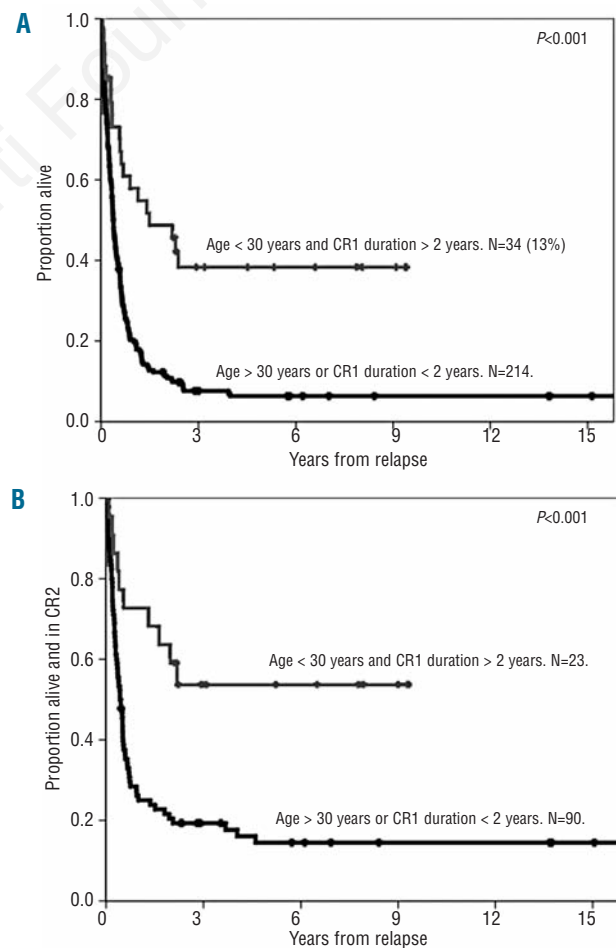 A
1.0
P<0.001
0.8
0.6
Age < 30 years and CR1 duration > 2 years. N=34 (13%)
0.4
0.2
Age > 30 years or CR1 duration < 2 years. N=214.
0.0
Proportion alive
0 3 6 9 12 15
Years from relapse
B
1.0
P<0.001
0.8
0.6
Age < 30 years and CR1 duration > 2 years. N=23.
0.4
0.2
Age > 30 years or CR1 duration < 2 years. N=90.
0.0
Proportion alive and in CR2
0 3 6 9 12 15
Years from relapse